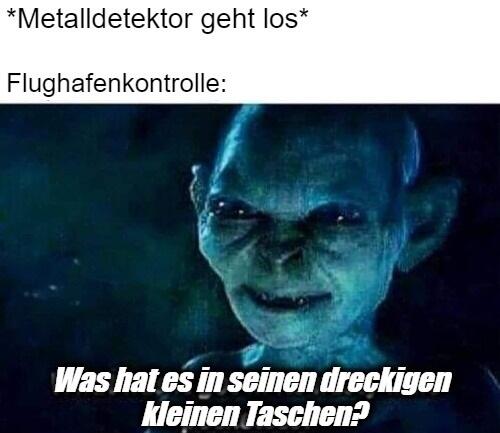 *Metalldetektor geht los*
Flughafenkontrolle:
Was hat es in seinen dreckigen
kleinen Taschen?